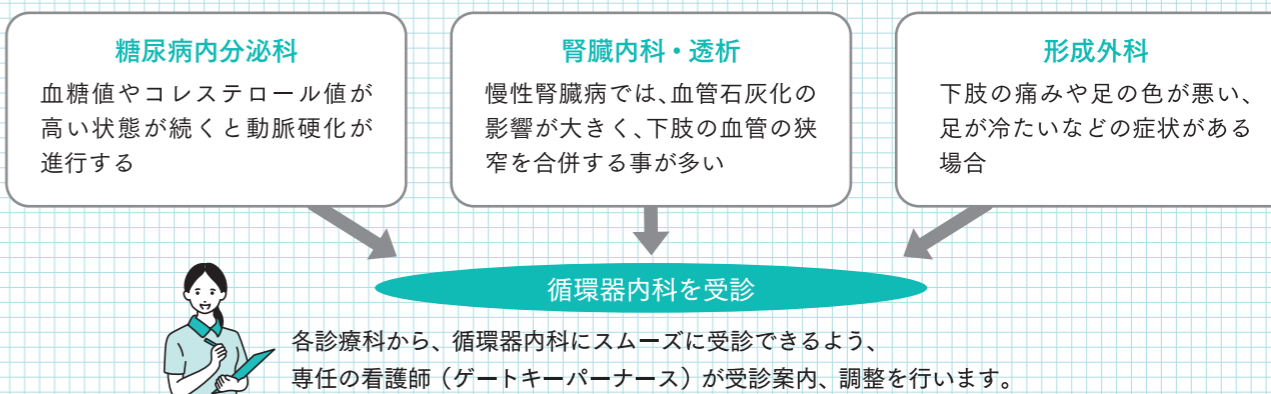 糖尿病内分泌科
血糖値やコレステロール値が
高い状態が続くと動脈硬化が
進行する
腎臓内科・透析
慢性腎臓病では、血管石灰化の
影響が大きく、下肢の血管の狭
窄を合併する事が多い
形成外科
下肢の痛みや足の色が悪い、
足が冷たいなどの症状がある
場合
循環器内科を受診
各診療科から、循環器内科にスムーズに受診できるよう、
専任の看護師（ゲートキーパーナース）が受診案内、調整を行います。